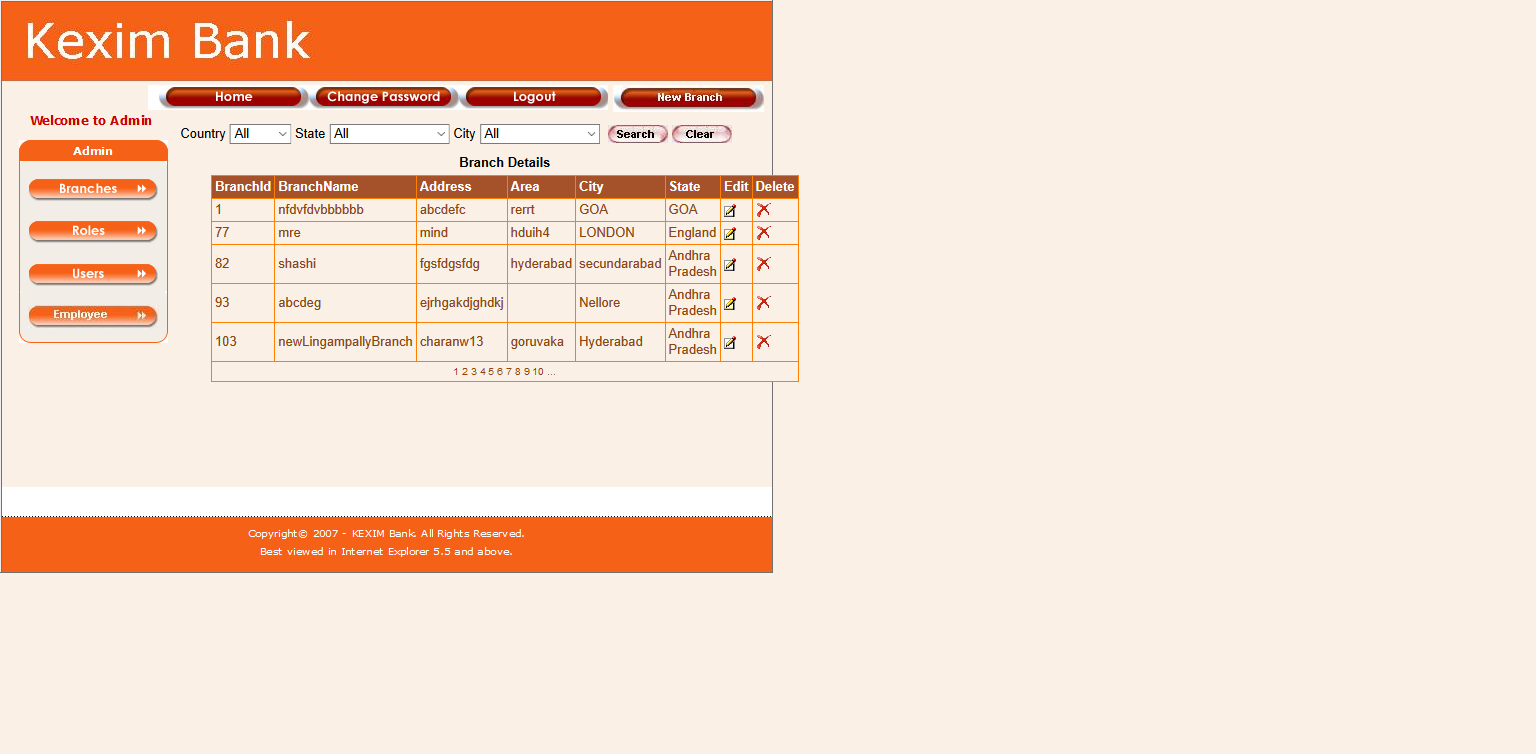 Kexim Bank
Home Change Password Logout New Branch
Welcome to Admin
Country All State All City All Search Clear
Admin
Branches
Roles
Users
Employee
Branch Details
BranchId BranchName Address Area City State Edit Delete
1 nfdvfdvbbbbbb abcdefc rerrt GOA GOA
77 mre mind hduih4 LONDON England
82 shashi fgsfdgsfdg hyderabad secundarabad Andhra Pradesh
93 abcdeg ejrhgakdjghdkj Nellore Andhra Pradesh
103 newLingampallyBranch charanw13 goruvaka Hyderabad Andhra Pradesh
1 2 3 4 5 6 7 8 9 10 ...
Copyright© 2007 - KEXIM Bank. All Rights Reserved.
Best viewed in Internet Explorer 5.5 and above.